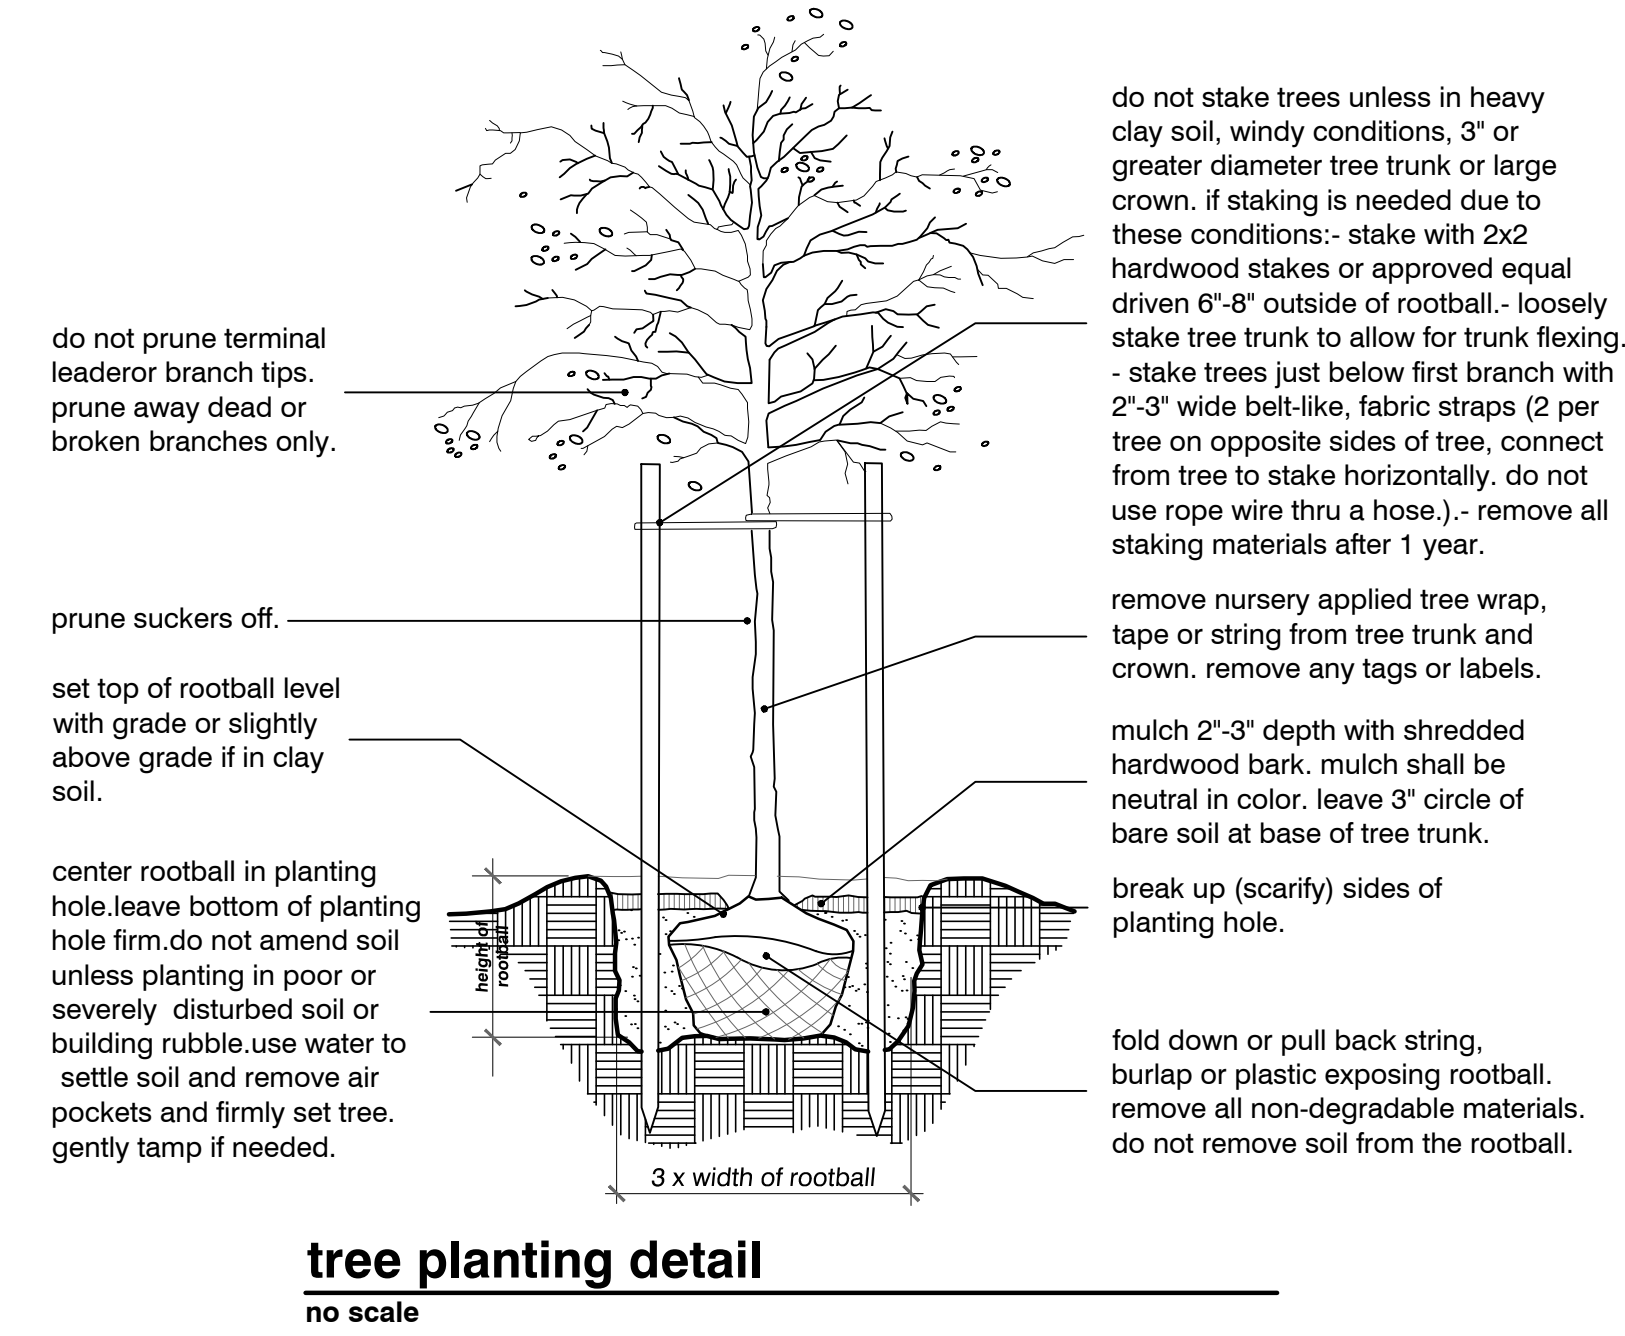 do not prune terminal
leaderor branch tips.
prune away dead or
broken branches only.
prune suckers off.
set top of rootball level
with grade or slightly
above grade if in clay
soil.
center rootball in planting
hole.leave bottom of planting
hole firm.do not amend soil
unless planting in poor or
severely  disturbed soil or
building rubble.use water to
settle soil and remove air
pockets and firmly set tree.
gently tamp if needed.
height of
rootball
do not stake trees unless in heavy
clay soil, windy conditions, 3" or
greater diameter tree trunk or large
crown. if staking is needed due to
these conditions:- stake with 2x2
hardwood stakes or approved equal
driven 6"-8" outside of rootball.- loosely
stake tree trunk to allow for trunk flexing.
- stake trees just below first branch with
2"-3" wide belt-like, fabric straps (2 per
tree on opposite sides of tree, connect
from tree to stake horizontally. do not
use rope wire thru a hose.).- remove all
staking materials after 1 year.
remove nursery applied tree wrap,
tape or string from tree trunk and
crown. remove any tags or labels.
mulch 2"-3" depth with shredded
hardwood bark. mulch shall be
neutral in color. leave 3" circle of
bare soil at base of tree trunk.
break up (scarify) sides of
planting hole.
fold down or pull back string,
burlap or plastic exposing rootball.
remove all non-degradable materials.
do not remove soil from the rootball.
3 x width of rootball
tree planting detail
no scale